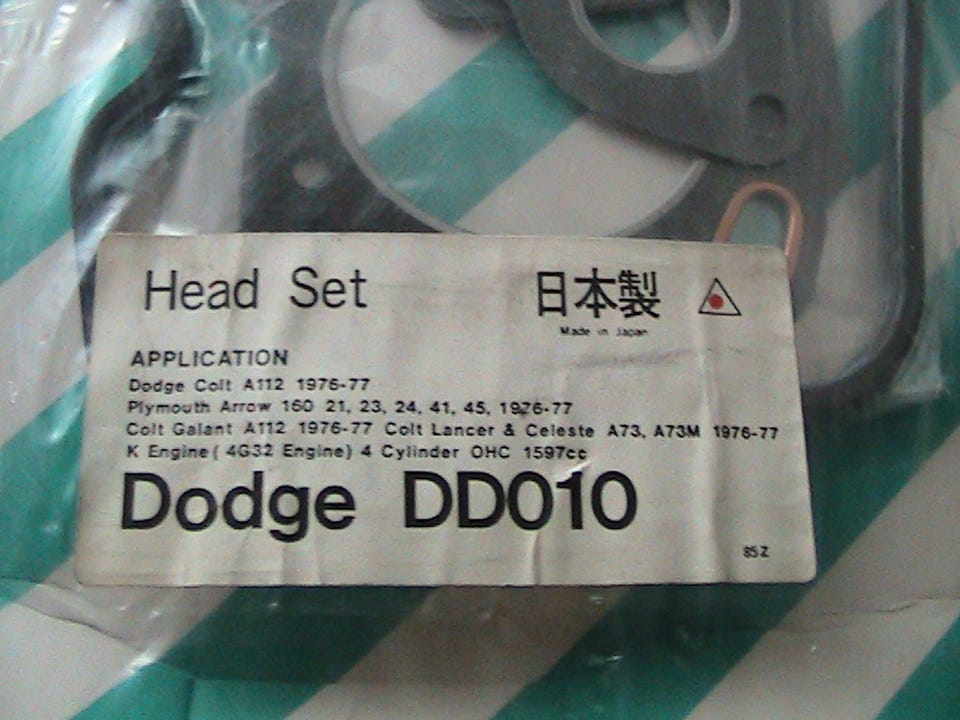 Head Set
日本製
Made in Japan
APPLICATION
Dodge Colt A112 1976-77
Plymouth Arrow 160 21, 23, 24, 41, 45, 1976-77
Colt Galant A112 1976-77 Colt Lancer & Celeste A73, A73M 1976-77
K Engine( 4G32 Engine) 4 Cylinder OHC 1597cc
Dodge DD010
85Z